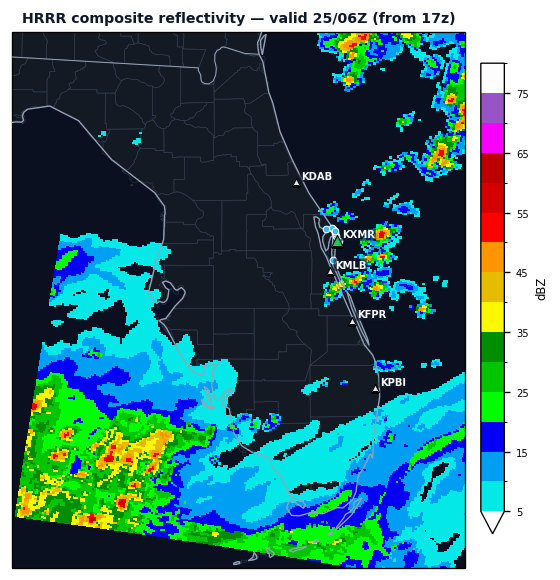 HRRR composite reflectivity — valid 25/06Z (from 17z)
KDAB
KXMR
KMLB
KFPR
KPBI
75
65
55
45
35
25
15
5
dBZ